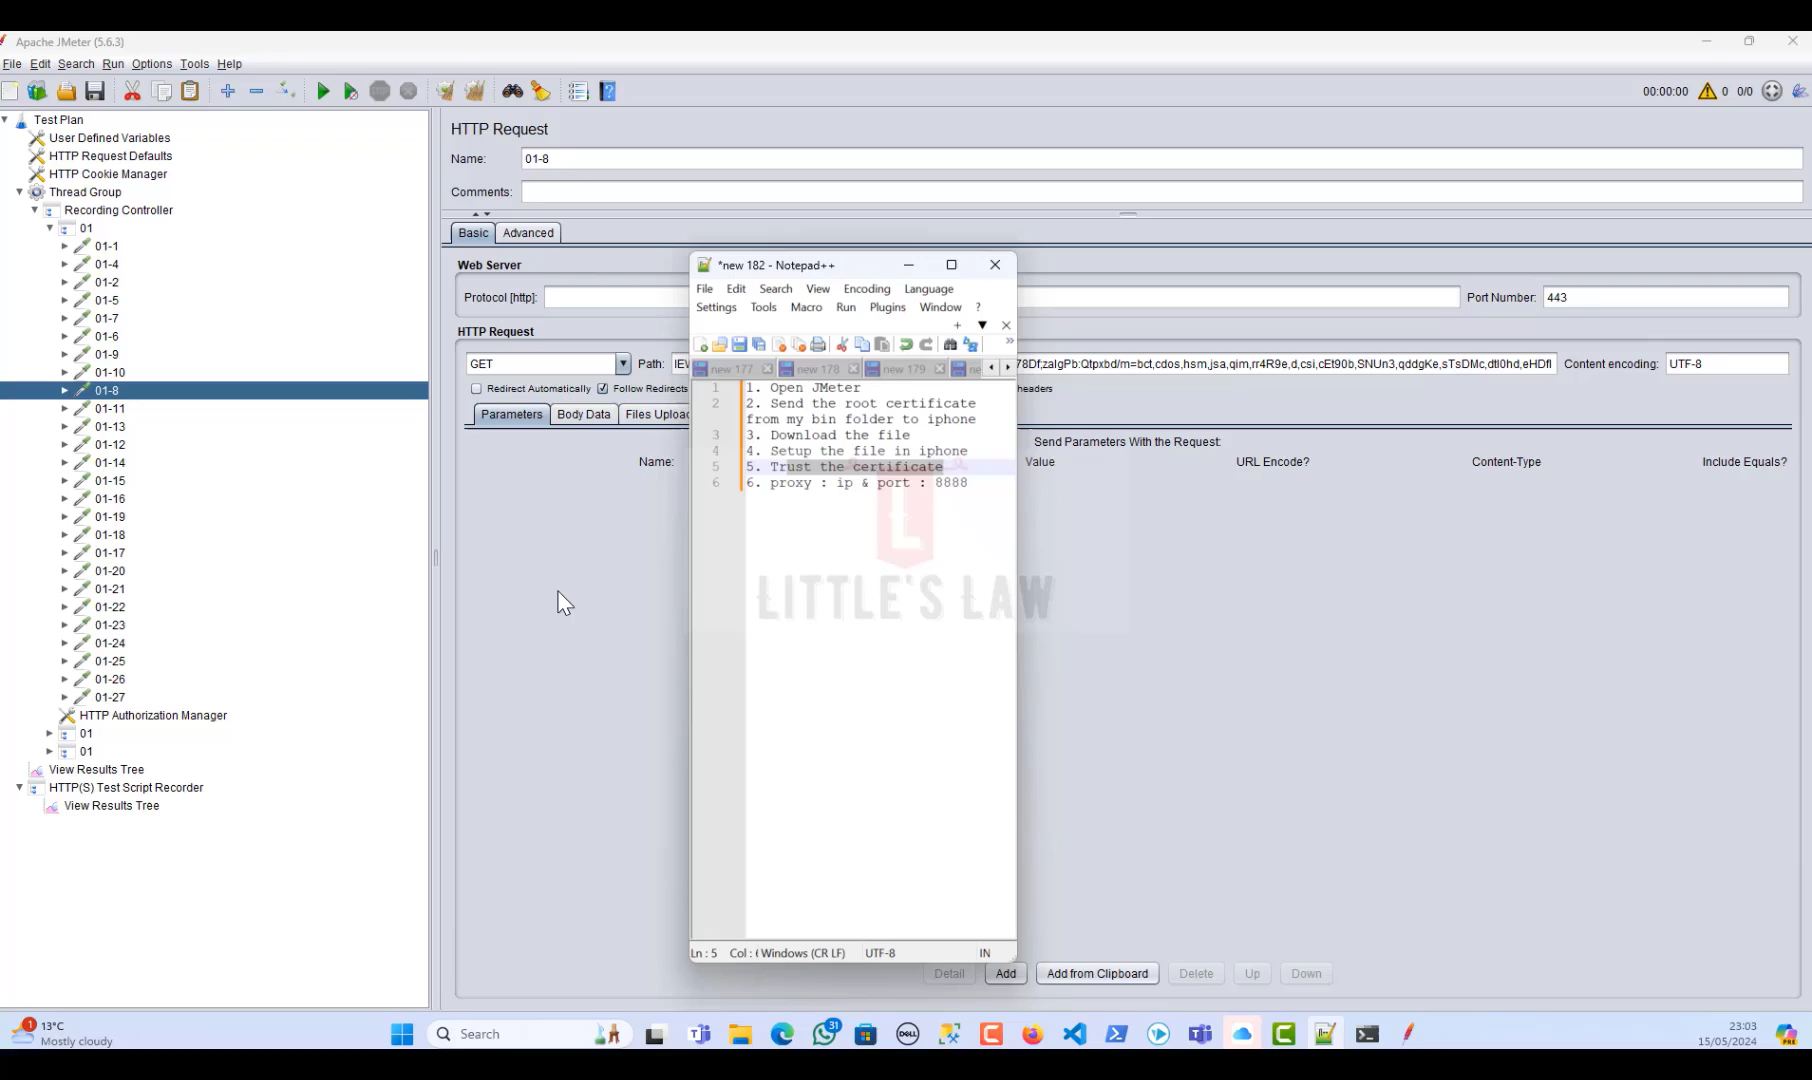 Apache JMeter (5.6.3)
File Edit Search Run Options Tools Help
00:00:00 0 0/0
Test Plan
User Defined Variables
HTTP Request Defaults
HTTP Cookie Manager
Thread Group
Recording Controller
01
01-1
01-4
01-2
01-5
01-7
01-6
01-9
01-10
01-8
01-11
01-13
01-12
01-14
01-15
01-16
01-19
01-18
01-17
01-20
01-21
01-22
01-23
01-24
01-25
01-26
01-27
HTTP Authorization Manager
01
01
View Results Tree
HTTP(S) Test Script Recorder
View Results Tree
HTTP Request
Name: 01-8
Comments:
Basic Advanced
Web Server
Protocol [http]: Port Number: 443
HTTP Request
GET Path: 78Df;zalgPb:Qtpxbd/m=bct,cdos,hsm,jsa,qim,rr4R9e,d,csi,cEt90b,SNUn3,qddgKe,sTsDMc,dtl0hd,eHDfl Content encoding: UTF-8
Redirect Automatically Follow Redirects headers
Parameters Body Data Files Upload
Send Parameters With the Request:
Name: Value URL Encode? Content-Type Include Equals?
Detail Add Add from Clipboard Delete Up Down
*new 182 - Notepad++
File Edit Search View Encoding Language
Settings Tools Macro Run Plugins Window ?
new 177 new 178 new 179 ne
1 1. Open JMeter
2 2. Send the root certificate
from my bin folder to iphone
3 3. Download the file
4 4. Setup the file in iphone
5 5. Trust the certificate
6 6. proxy : ip & port : 8888
L
LITTLE'S LAW
Ln : 5 Col : Windows (CR LF) UTF-8 IN
1 13°C
Mostly cloudy
Search
31
DELL
PRE
23:03
15/05/2024